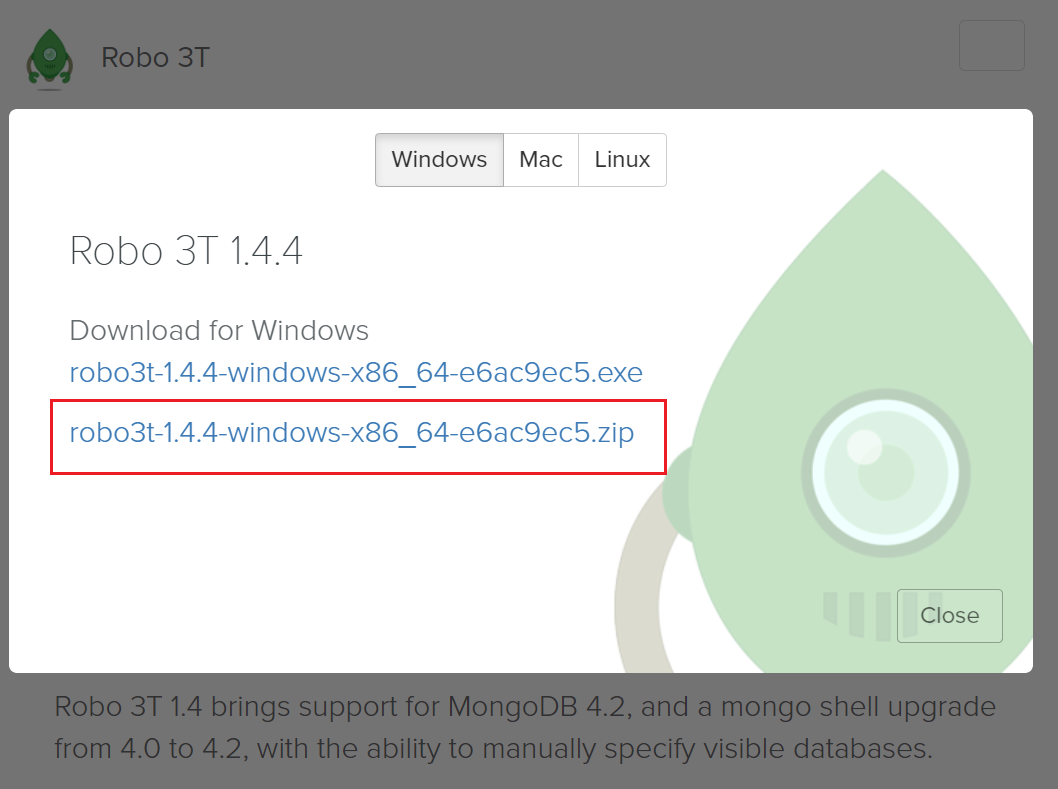 Robo 3T
Windows
Mac
Linux
Robo 3T 1.4.4
Download for Windows
robo3t-1.4.4-windows-x86_64-e6ac9ec5.exe
robo3t-1.4.4-windows-x86_64-e6ac9ec5.zip
Close
Robo 3T 1.4 brings support for MongoDB 4.2, and a mongo shell upgrade
from 4.0 to 4.2, with the ability to manually specify visible databases.